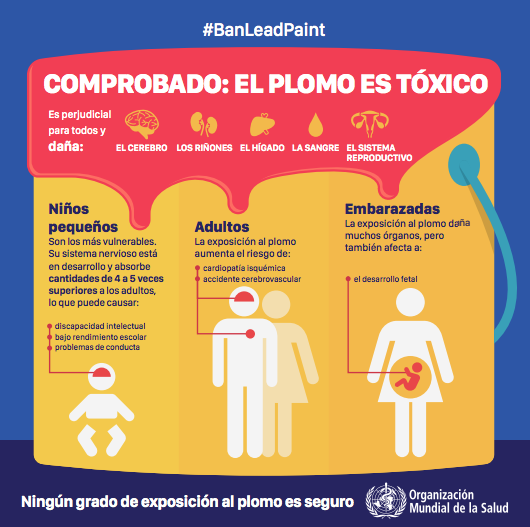 #BanLeadPaint
COMPROBADO: EL PLOMO ES TÓXICO
Es perjudicial
para todos y
daña:
EL CEREBRO
LOS RIÑONES
EL HÍGADO
LA SANGRE
EL SISTEMA
REPRODUCTIVO
Niños
pequeños
Son los más vulnerables.
Su sistema nervioso está
en desarrollo y absorbe
cantidades de 4 a 5 veces
superiores a los adultos,
lo que puede causar:
discapacidad intelectual
bajo rendimiento escolar
problemas de conducta
Adultos
La exposición al plomo
aumenta el riesgo de:
cardiopatía isquémica
accidente cerebrovascular
Embarazadas
La exposición al plomo daña
muchos órganos, pero
también afecta a:
el desarrollo fetal
Ningún grado de exposición al plomo es seguro
Organización
Mundial de la Salud